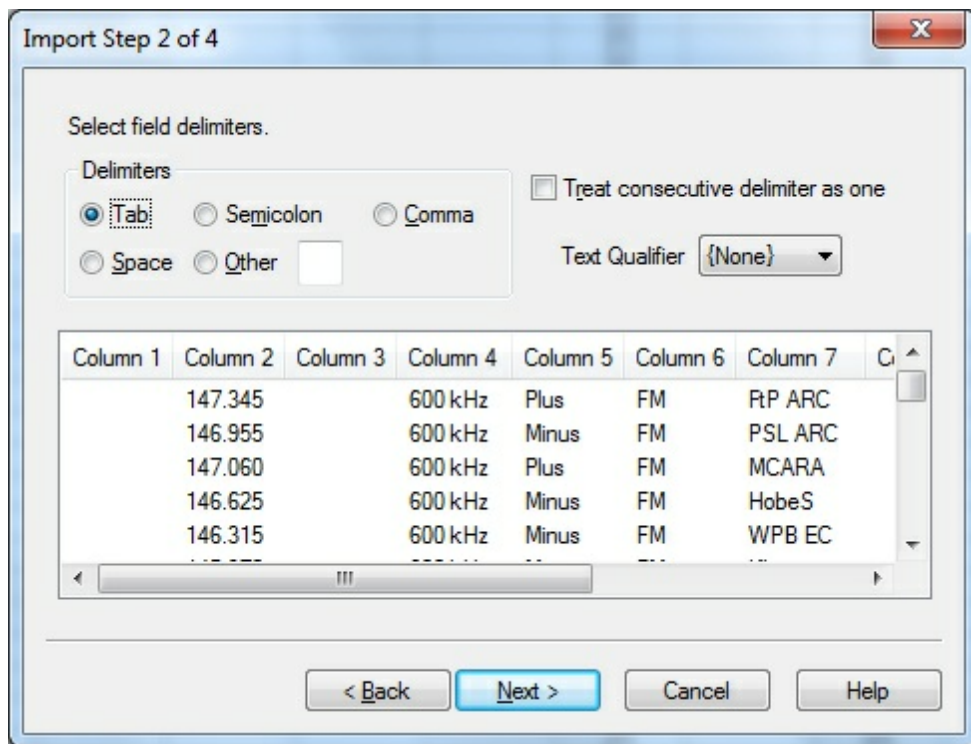 Import Step 2 of 4
Select field delimiters.
Delimiters
Tab Semicolon Comma
Space Other
Treat consecutive delimiter as one
Text Qualifier {None}
Column 1 Column 2 Column 3 Column 4 Column 5 Column 6 Column 7
147.345 600 kHz Plus FM FtP ARC
146.955 600 kHz Minus FM PSL ARC
147.060 600 kHz Plus FM MCARA
146.625 600 kHz Minus FM HobeS
146.315 600 kHz Minus FM WPB EC
< Back Next > Cancel Help